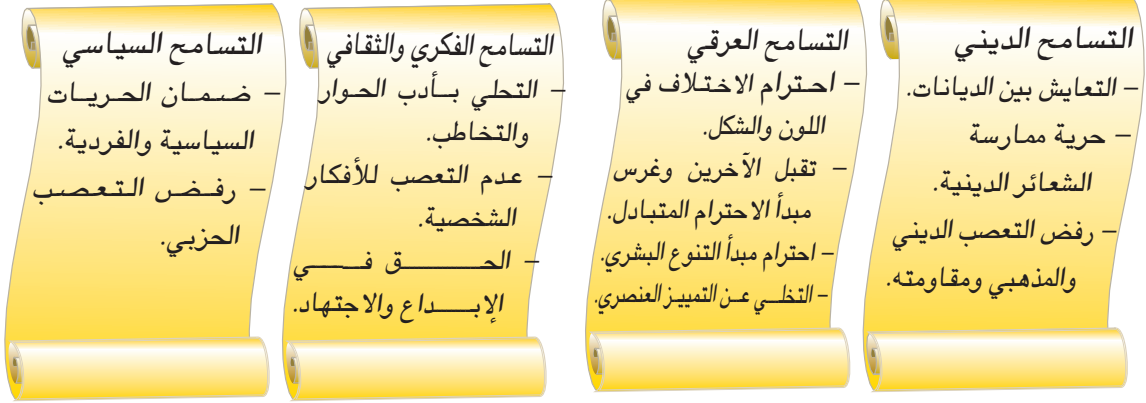 التسامح الديني
– التعايش بين الديانات.
– حرية ممارسة
الشعائر الدينية.
– رفض التعصب الديني
والمذهبي ومقاومته.
التسامح العرقي
– احترام الاختلاف في
اللون والشكل.
– تقبل الآخرين وغرس
مبدأ الاحترام المتبادل.
– احترام مبدأ التنوع البشري.
– التخلي عن التمييز العنصري.
التسامح الفكري والثقافي
– التحلي بأدب الحوار
والتخاطب.
– عدم التعصب للأفكار
الشخصية.
– الحق في
الإبداع والاجتهاد.
التسامح السياسي
– ضمان الحريات
السياسية والفردية.
– رفض التعصب
الحزبي.